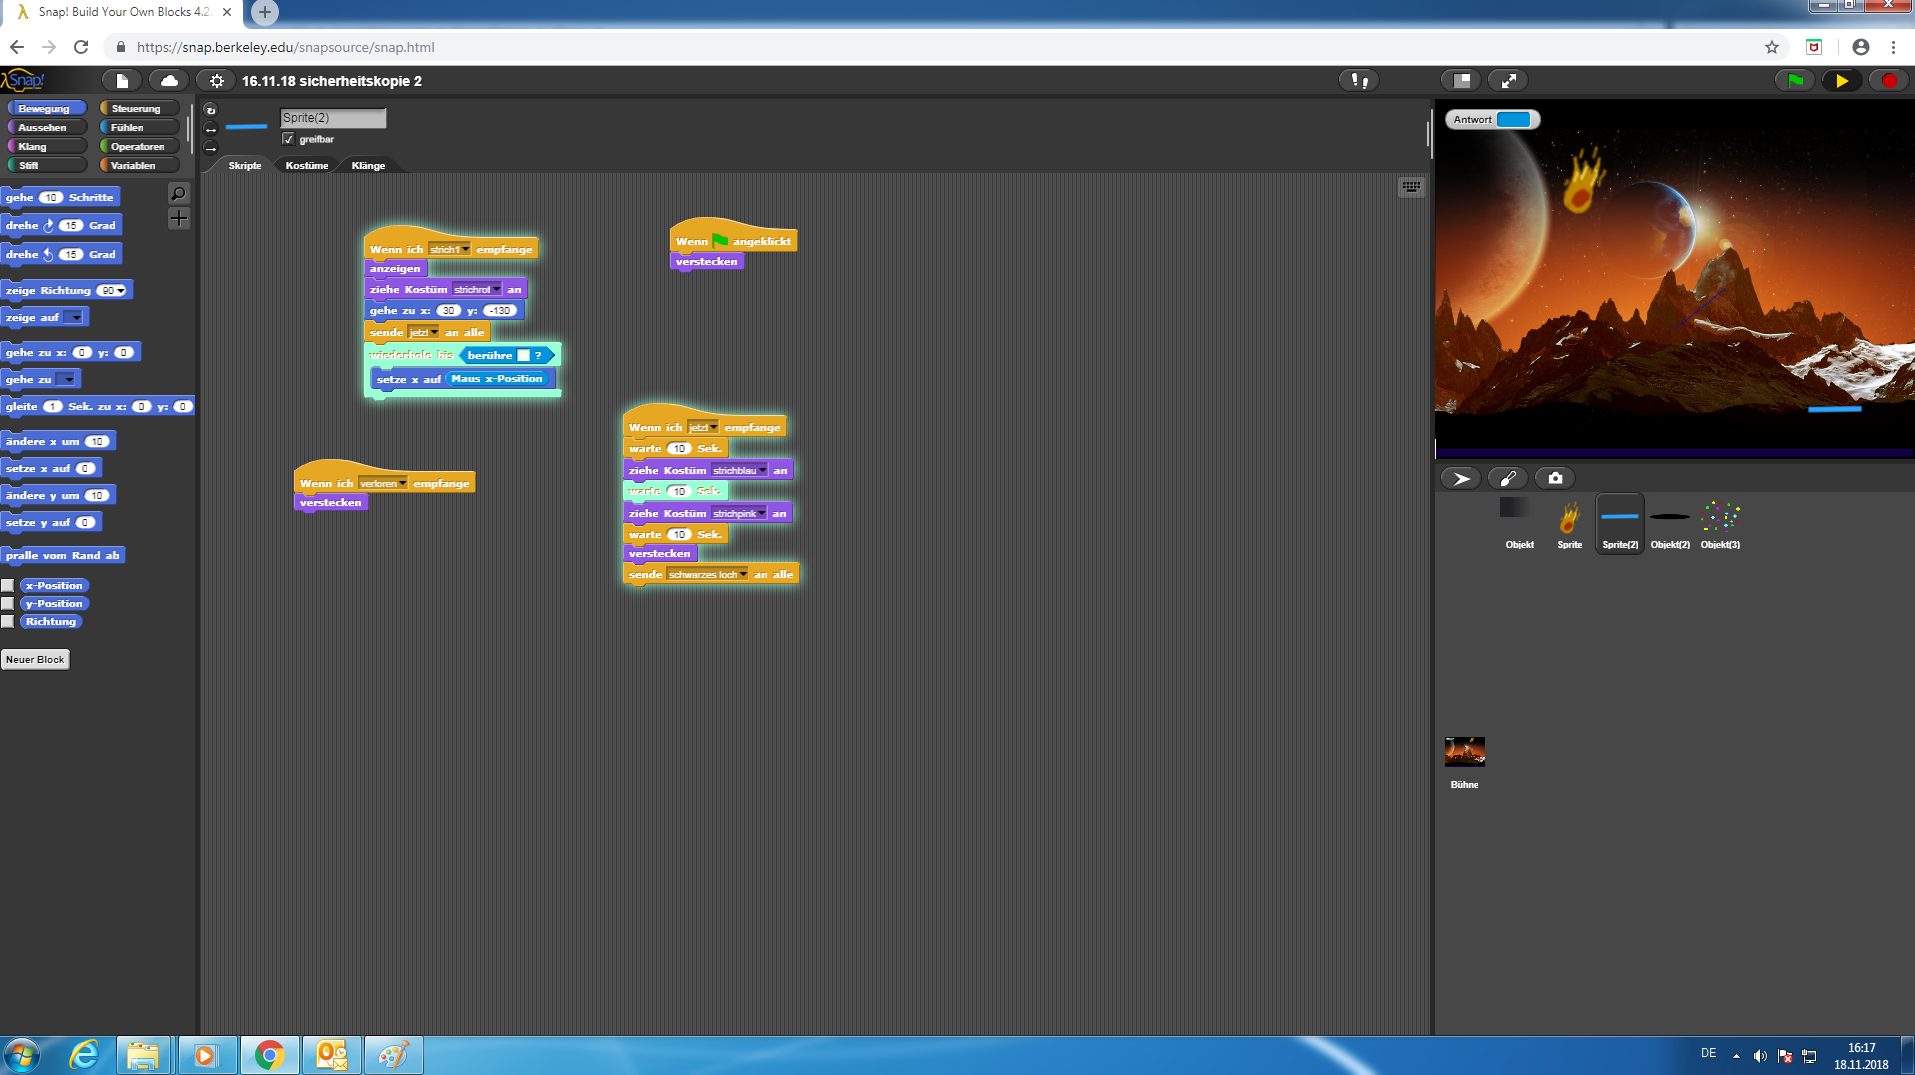 Snap! Build Your Own Blocks 4.2
https://snap.berkeley.edu/snapsource/snap.html
Snap!
16.11.18 sicherheitskopie 2
Bewegung
Steuerung
Aussehen
Fühlen
Klang
Operatoren
Stift
Variablen
gehe 10 Schritte
drehe 15 Grad
drehe 15 Grad
zeige Richtung 90
zeige auf
gehe zu x: 0 y: 0
gehe zu
gleite 1 Sek. zu x: 0 y: 0
ändere x um 10
setze x auf 0
ändere y um 10
setze y auf 0
pralle vom Rand ab
x-Position
y-Position
Richtung
Neuer Block
Sprite(2)
greifbar
Skripte
Kostüme
Klänge
Wenn ich strich1 empfange
anzeigen
ziehe Kostüm strichrot an
gehe zu x: 30 y: -130
sende jetzt an alle
wiederhole bis berühre ?
setze x auf Maus x-Position
Wenn angeklickt
verstecken
Wenn ich verloren empfange
verstecken
Wenn ich jetzt empfange
warte 10 Sek.
ziehe Kostüm strichblau an
warte 10 Sek.
ziehe Kostüm strichpink an
warte 10 Sek.
verstecken
sende schwarzes loch an alle
Antwort
Objekt
Sprite
Sprite(2)
Objekt(2)
Objekt(3)
Bühne
DE
16:17
18.11.2018